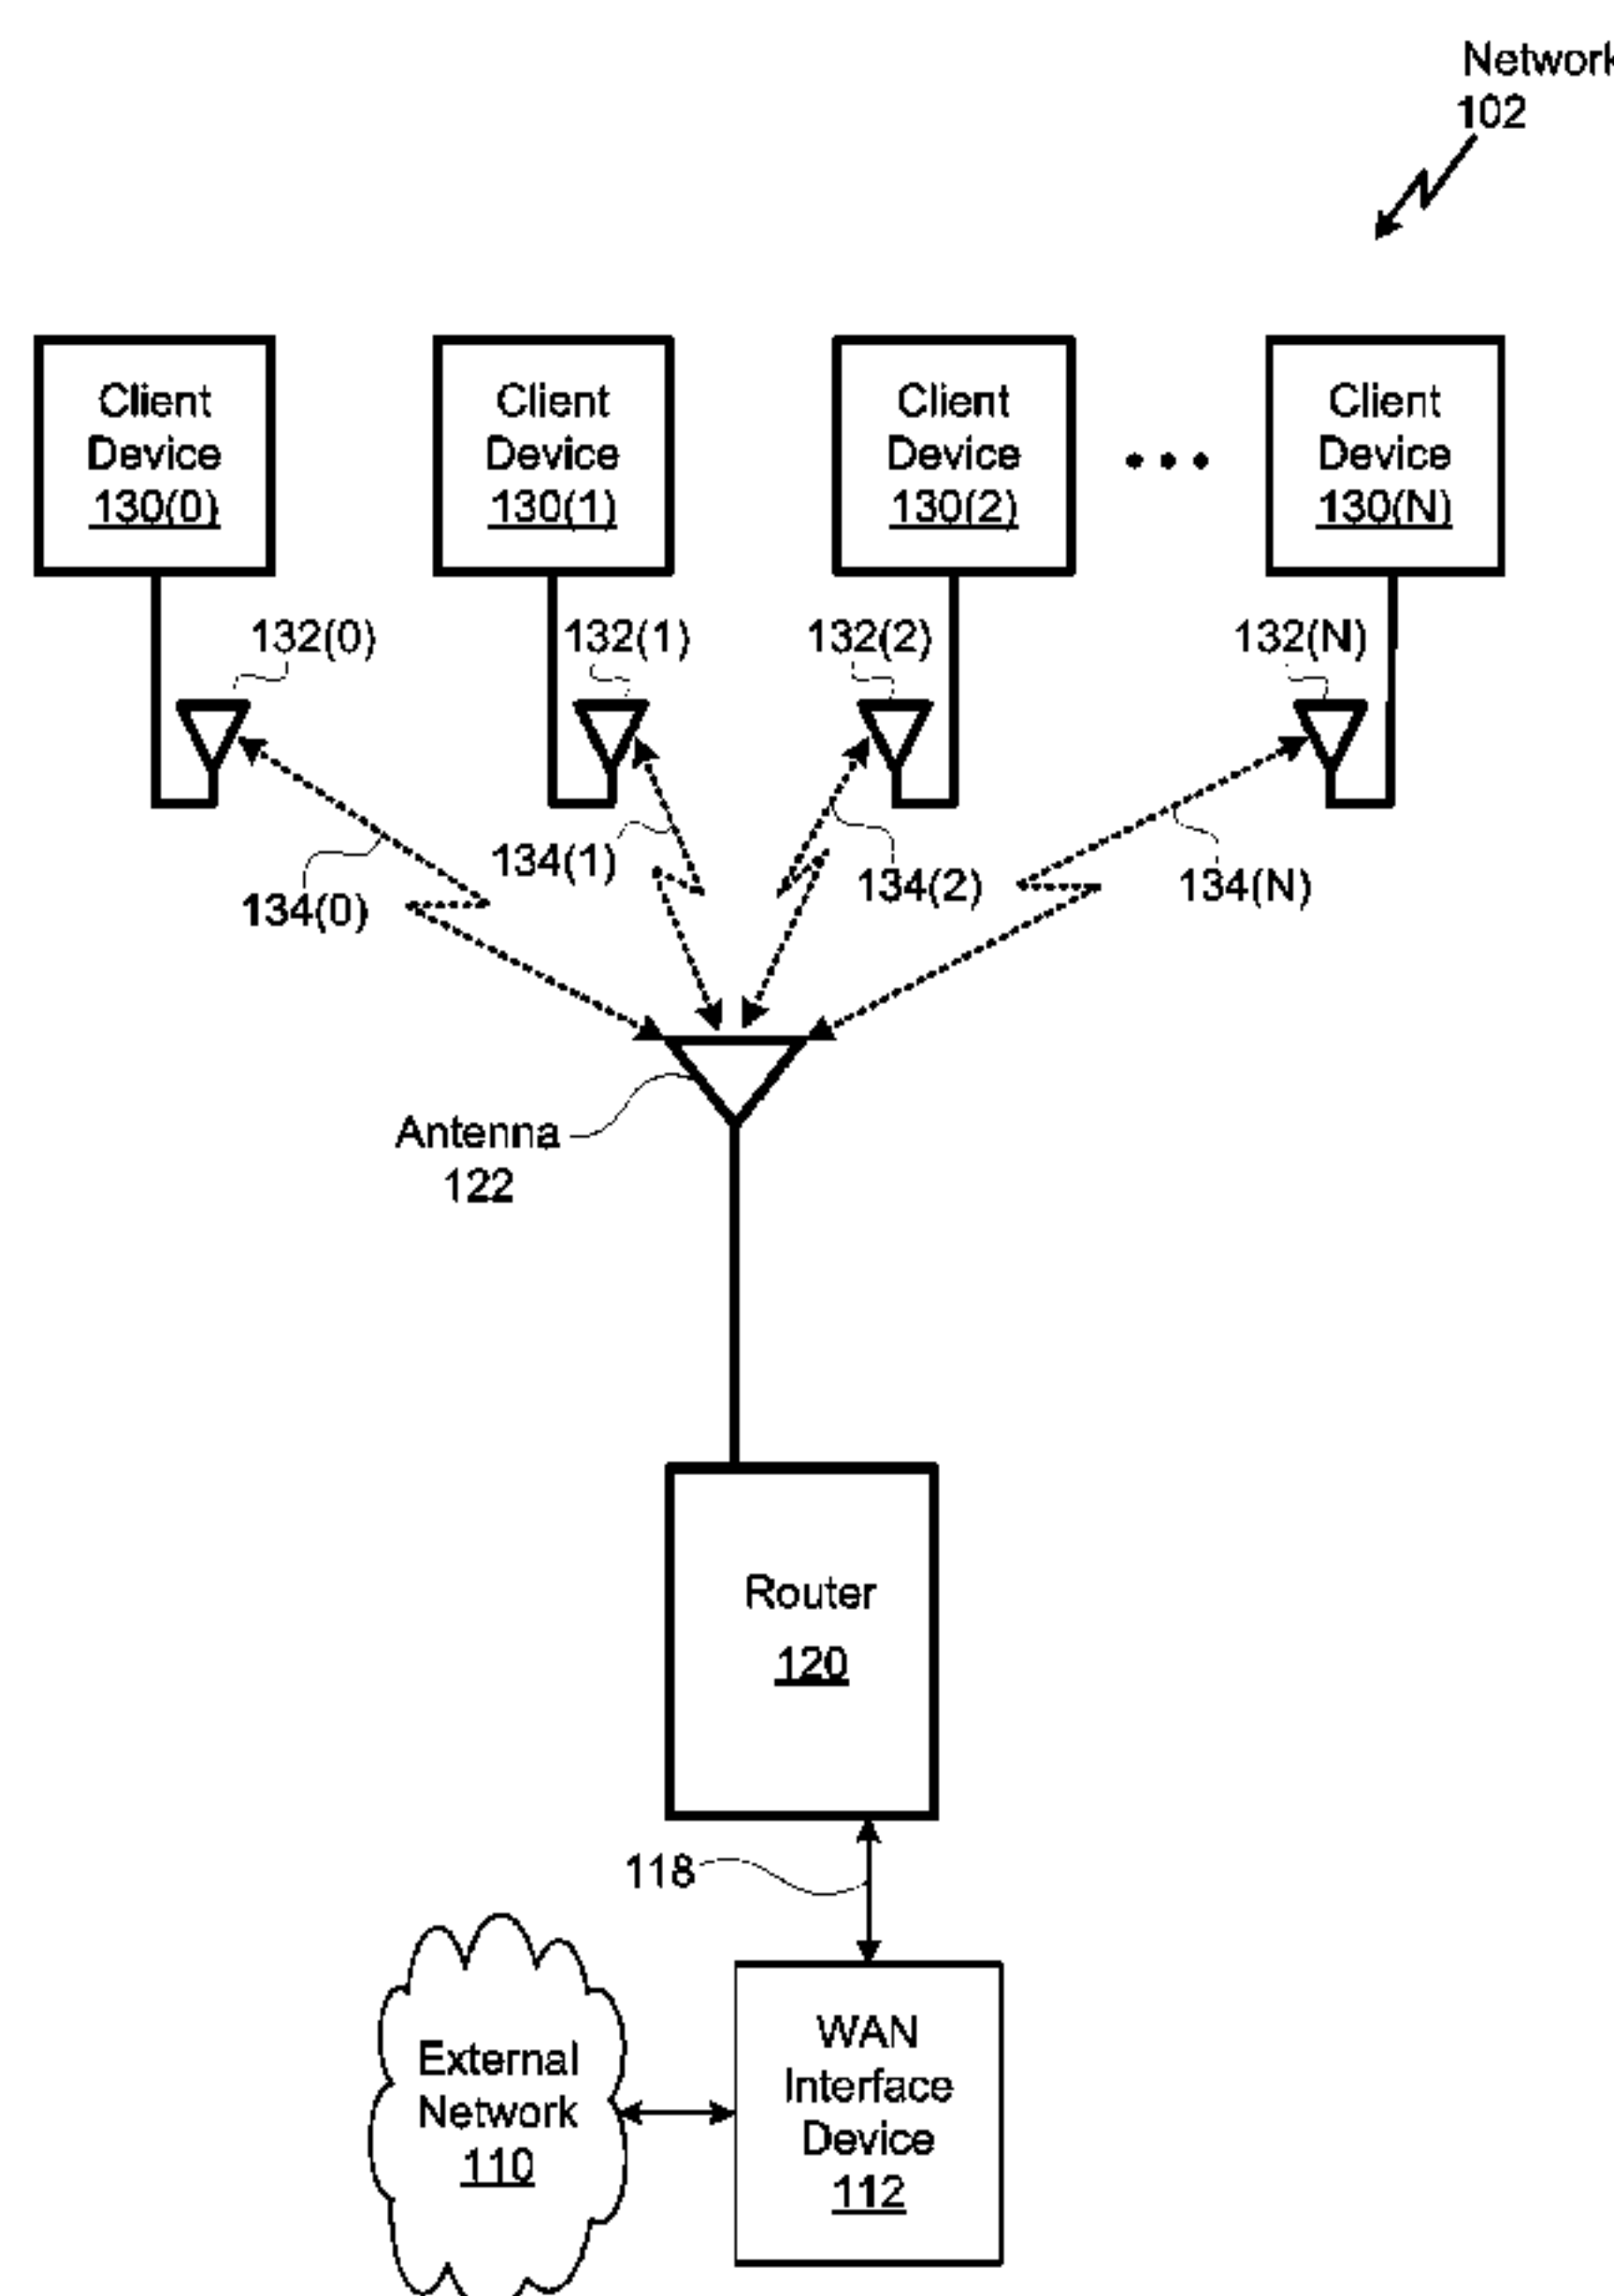 Network
102
Client
Device
130(0)
Client
Device
130(1)
Client
Device
130(2)
• • •
Client
Device
130(N)
132(0)
132(1)
132(2)
132(N)
134(0)
134(1)
134(2)
134(N)
Antenna
122
Router
120
118
External
Network
110
WAN
Interface
Device
112